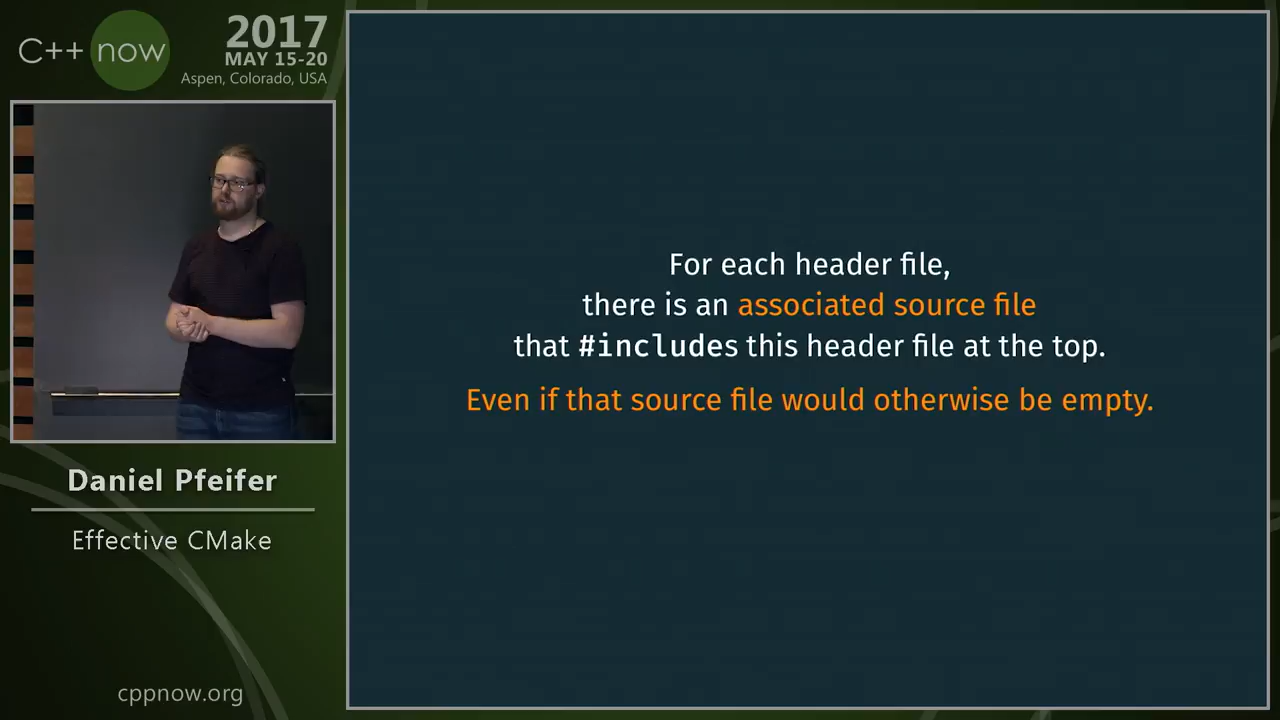 C++ now
2017
MAY 15-20
Aspen, Colorado, USA
Daniel Pfeifer
Effective CMake
cppnow.org
For each header file,
there is an associated source file
that #includes this header file at the top.
Even if that source file would otherwise be empty.